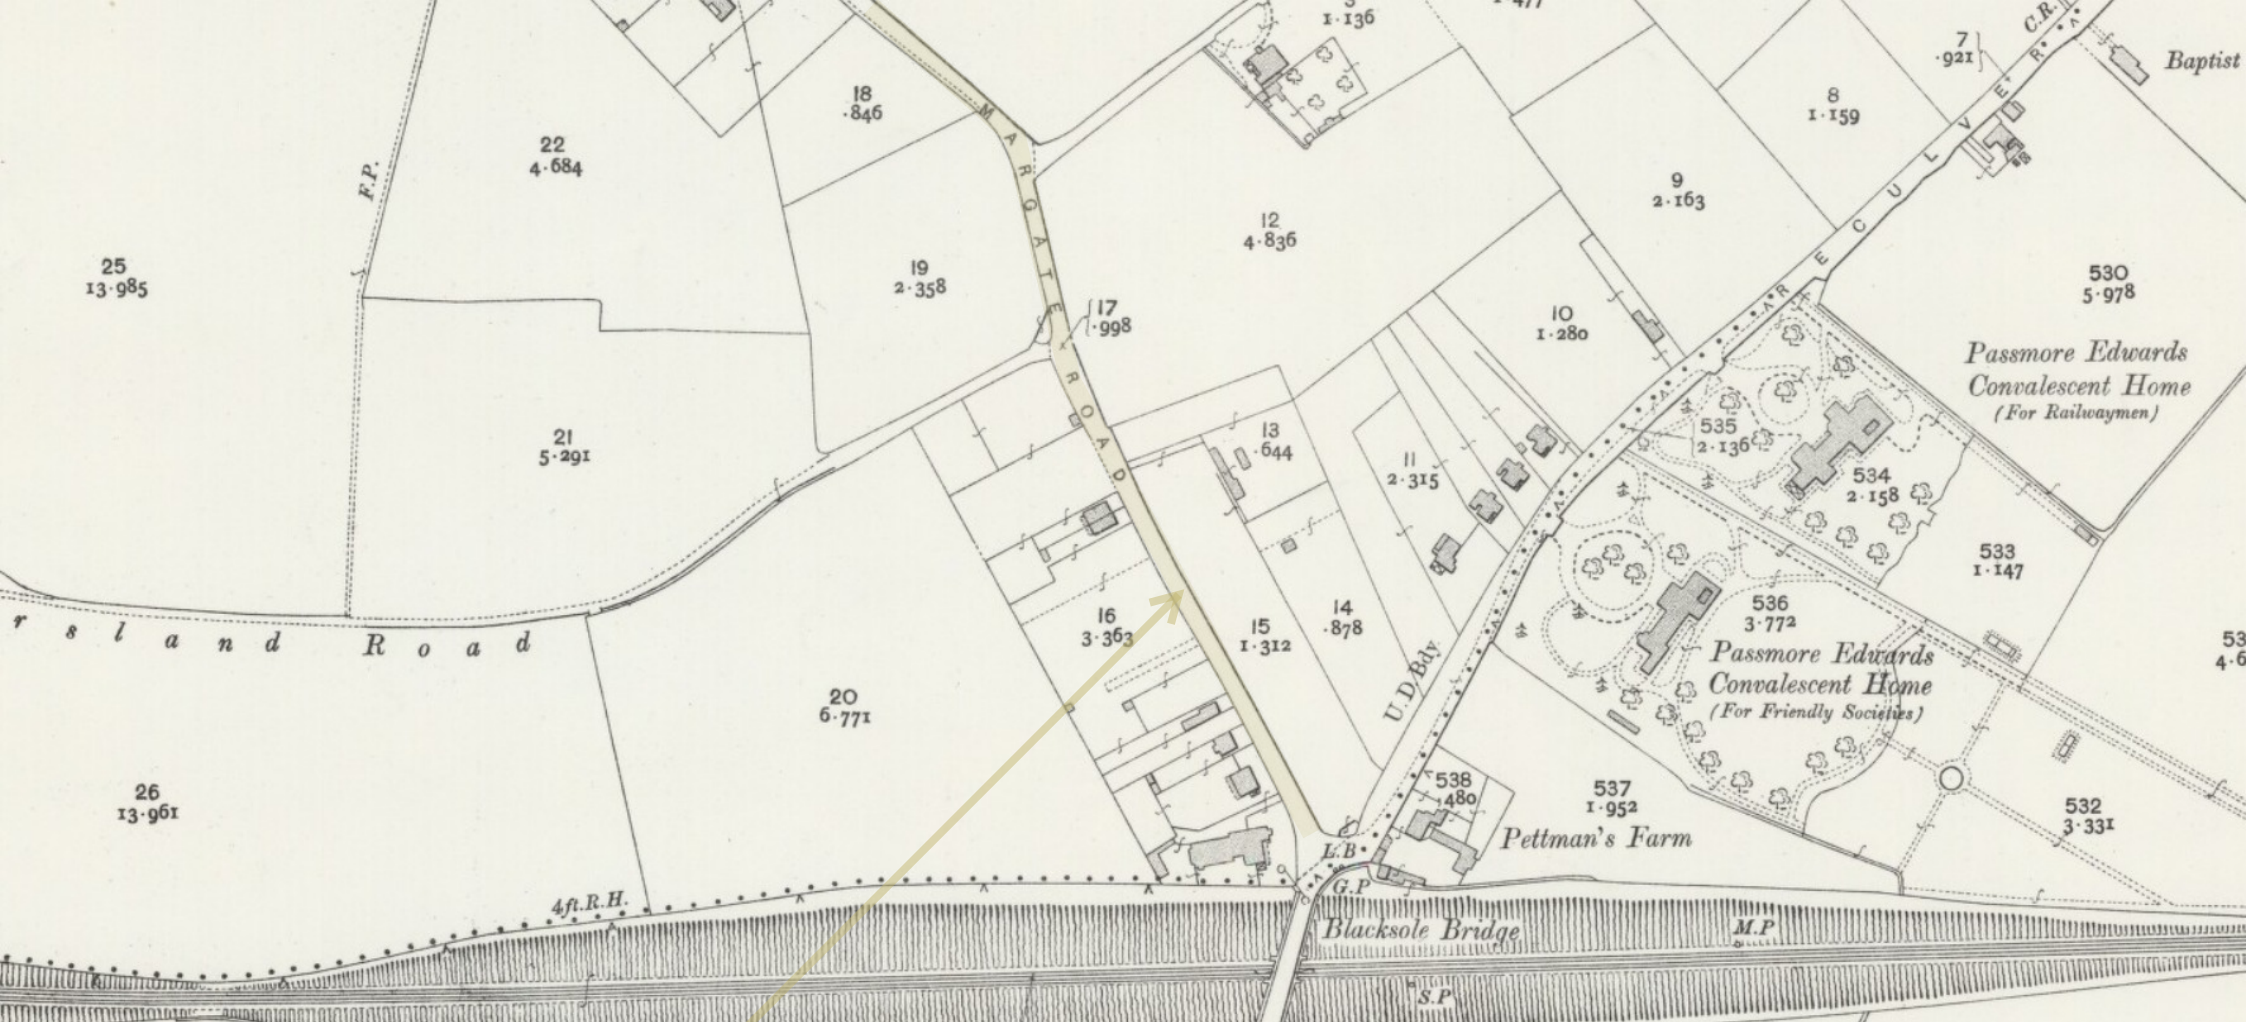 1·136
C.R.
7
·921
Baptist
18
·846
8
1·159
22
4·684
F.P.
MARGATE ROAD
9
2·163
RECULVER
12
4·836
25
13·985
19
2·358
530
5·978
17
·998
10
1·280
Passmore Edwards
Convalescent Home
(For Railwaymen)
21
5·291
13
·644
535
2·136
11
2·315
534
2·158
533
1·147
rsland Road
16
3·363
15
1·312
14
·878
536
3·772
Passmore Edwards
Convalescent Home
(For Friendly Societies)
U.D.Bdy
20
6·771
26
13·961
538
·480
537
1·952
532
3·331
Pettman's Farm
L.B
G.P
4ft.R.H.
Blacksole Bridge
M.P
S.P